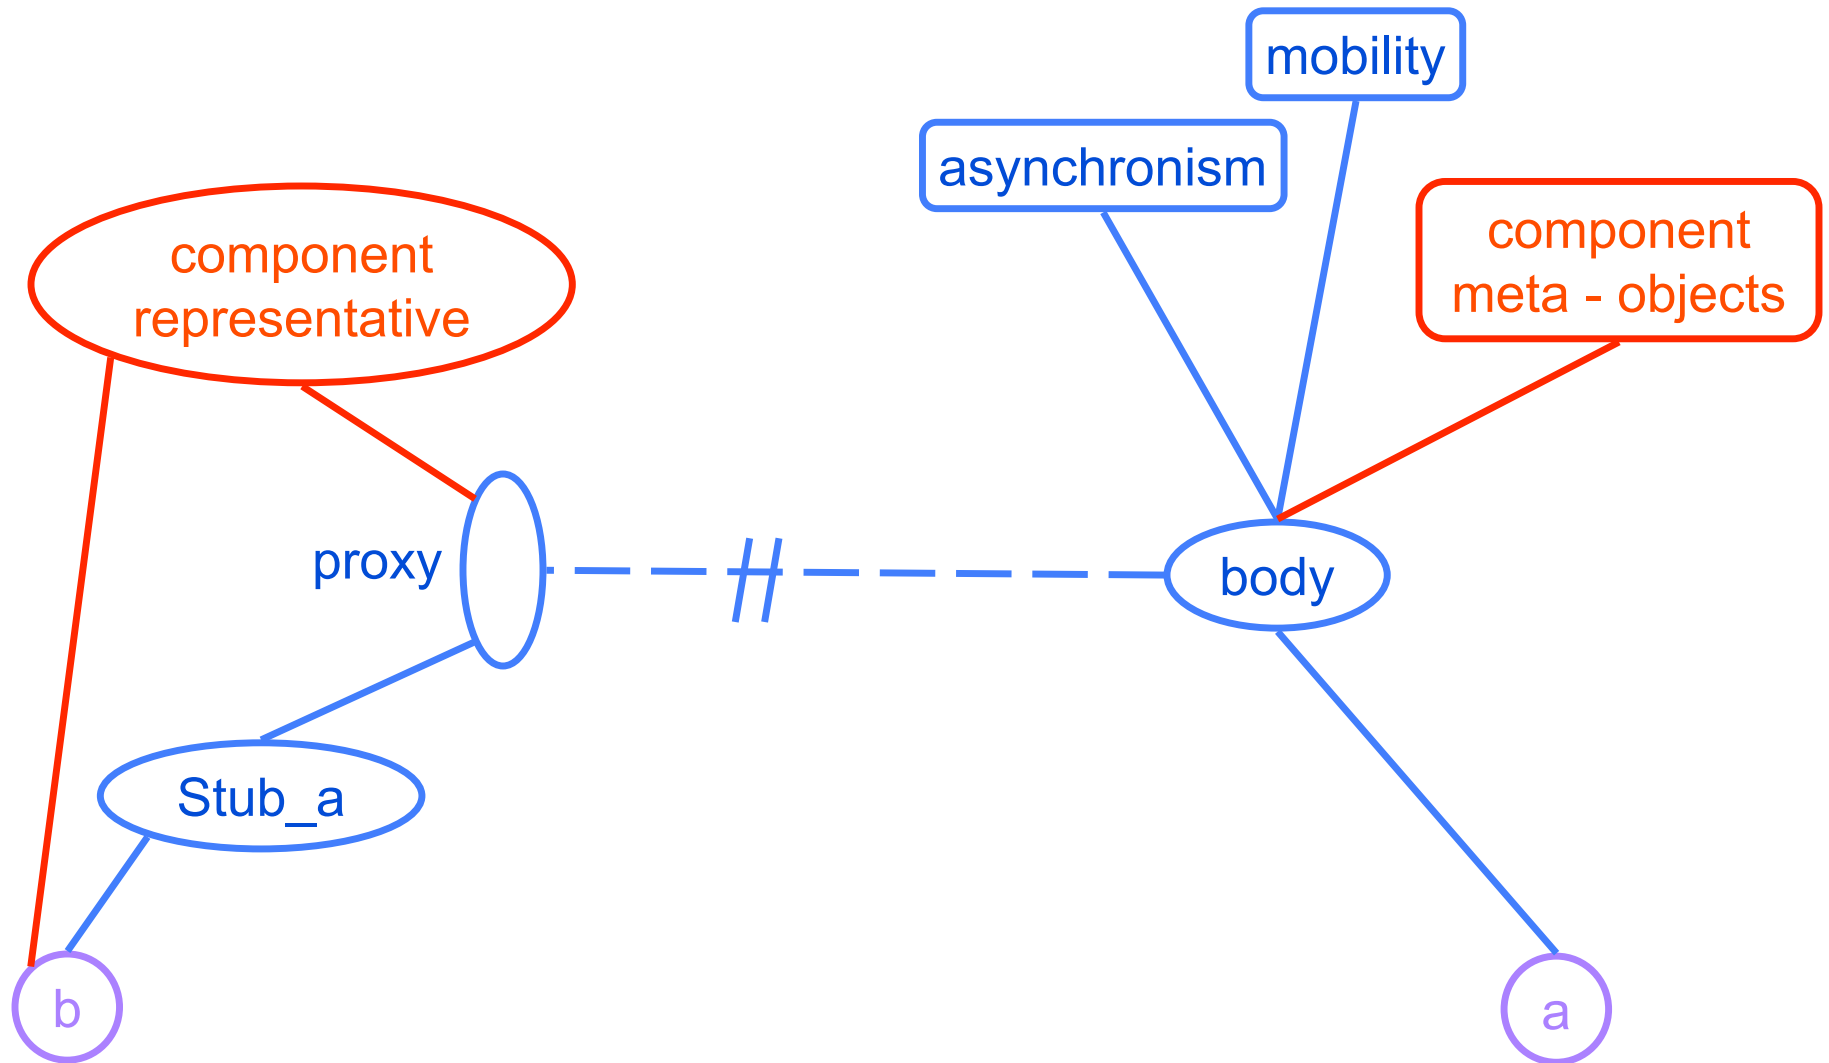 mobility
asynchronism
component
representative
component
meta - objects
proxy
body
Stub_a
b
a